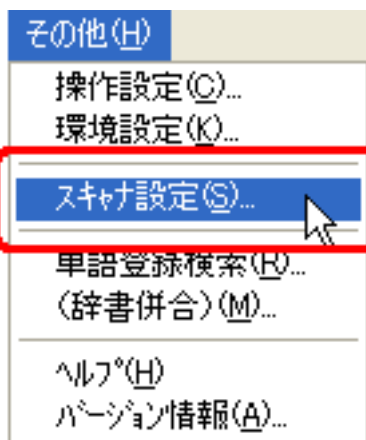 その他(H)
操作設定(C)...
環境設定(K)...
スキャナ設定(S)...
単語登録検索(R)...
(辞書併合)(M)...
ヘルプ(H)
バージョン情報(A)...